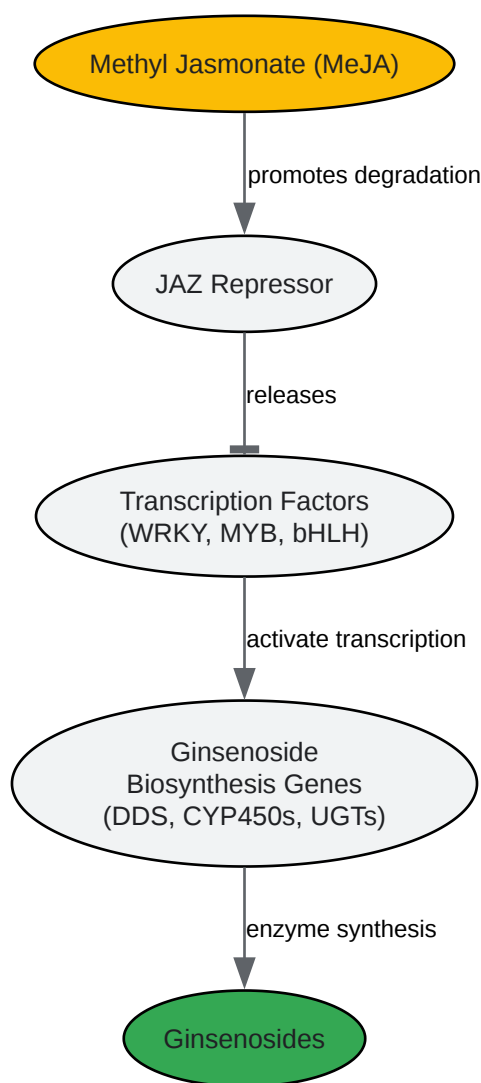 Methyl Jasmonate (MeJA)
promotes degradation
JAZ Repressor
releases
Transcription Factors
(WRKY, MYB, bHLH)
activate transcription
Ginsenoside
Biosynthesis Genes
(DDS, CYP450s, UGTs)
enzyme synthesis
Ginsenosides